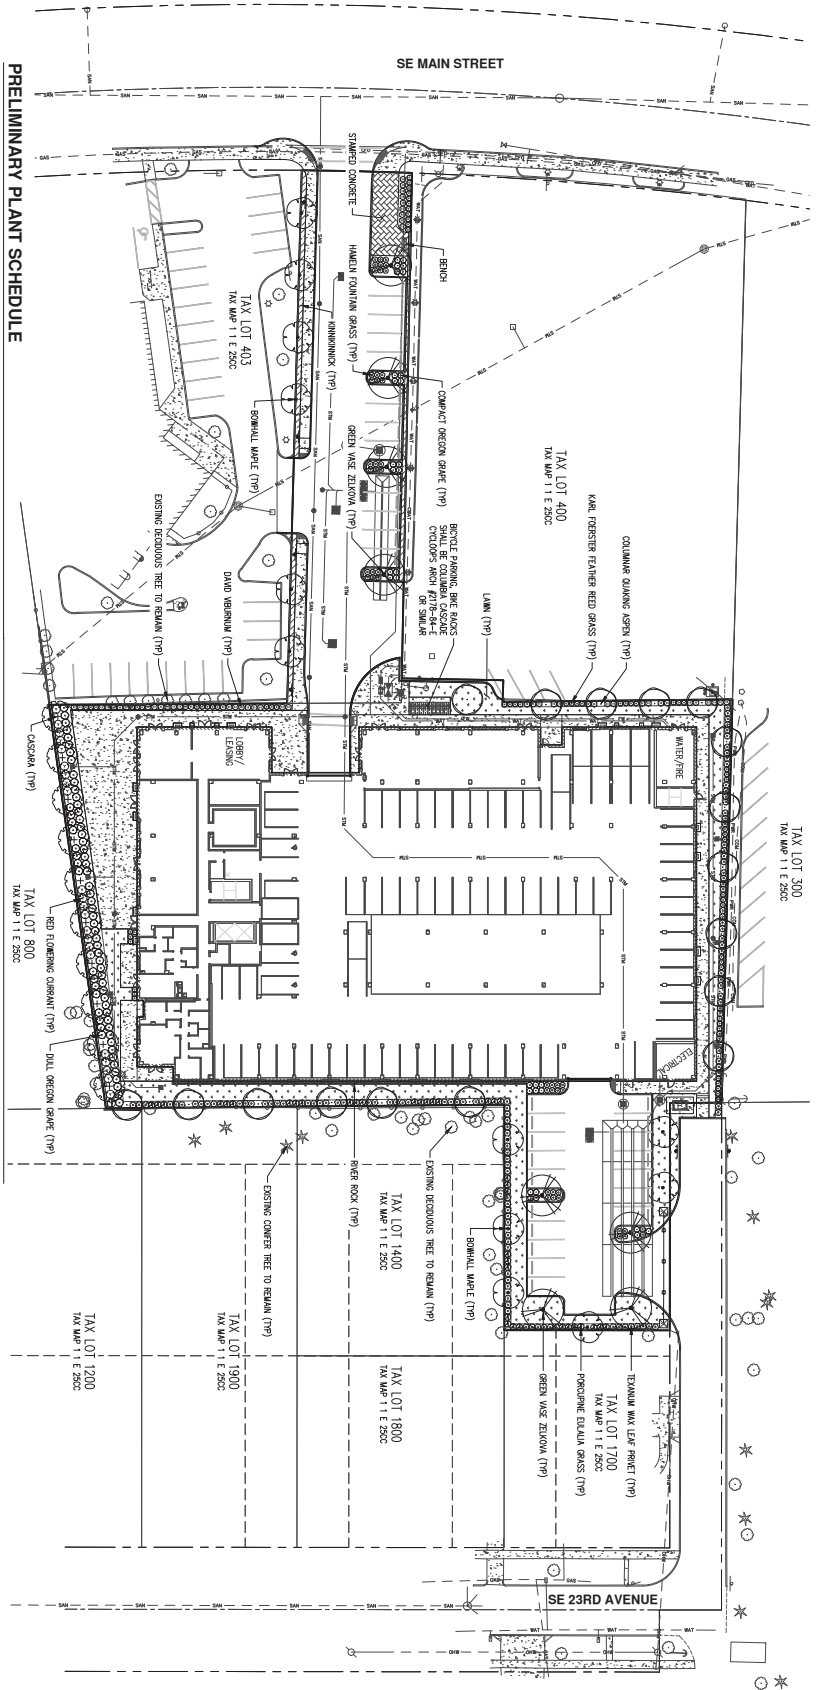 SE MAIN STREET
PRELIMINARY PLANT SCHEDULE
STAMPED CONCRETE
BENCH
HAMELN FOUNTAIN GRASS (TYP)
TAX LOT 403
TAX MAP 1 1 E 25CC
KINNIKINNICK (TYP)
BOWHALL MAPLE (TYP)
COMPACT OREGON GRAPE (TYP)
GREEN VASE ZELKOVA (TYP)
TAX LOT 400
TAX MAP 1 1 E 25CC
KARL FOERSTER FEATHER REED GRASS (TYP)
COLUMNAR QUAKING ASPEN (TYP)
BICYCLE PARKING. BIKE RACKS
SHALL BE COLUMBIA CASCADE
CYCLOOPS ARCH #2178-84-E
OR SIMILAR
LAWN (TYP)
EXISTING DECIDUOUS TREE TO
REMAIN (TYP)
DAVID VIBURNUM (TYP)
CASCARA (TYP)
LOBBY/
LEASING
WATER/FIRE
TAX LOT 300
TAX MAP 1 1 E 25CC
TAX LOT 800
TAX MAP 1 1 E 25CC
RED FLOWERING CURRANT (TYP)
DULL OREGON GRAPE (TYP)
ELECTRICAL
RIVER ROCK (TYP)
EXISTING CONIFER TREE TO REMAIN (TYP)
EXISTING DECIDUOUS TREE TO REMAIN (TYP)
TAX LOT 1400
TAX MAP 1 1 E 25CC
BOWHALL MAPLE (TYP)
TAX LOT 1200
TAX MAP 1 1 E 25CC
TAX LOT 1900
TAX MAP 1 1 E 25CC
TAX LOT 1800
TAX MAP 1 1 E 25CC
GREEN VASE ZELKOVA (TYP)
PORCUPINE EULALIA GRASS (TYP)
TAX LOT 1700
TAX MAP 1 1 E 25CC
TEXANUM WAX LEAF PRIVET (TYP)
SE 23RD AVENUE